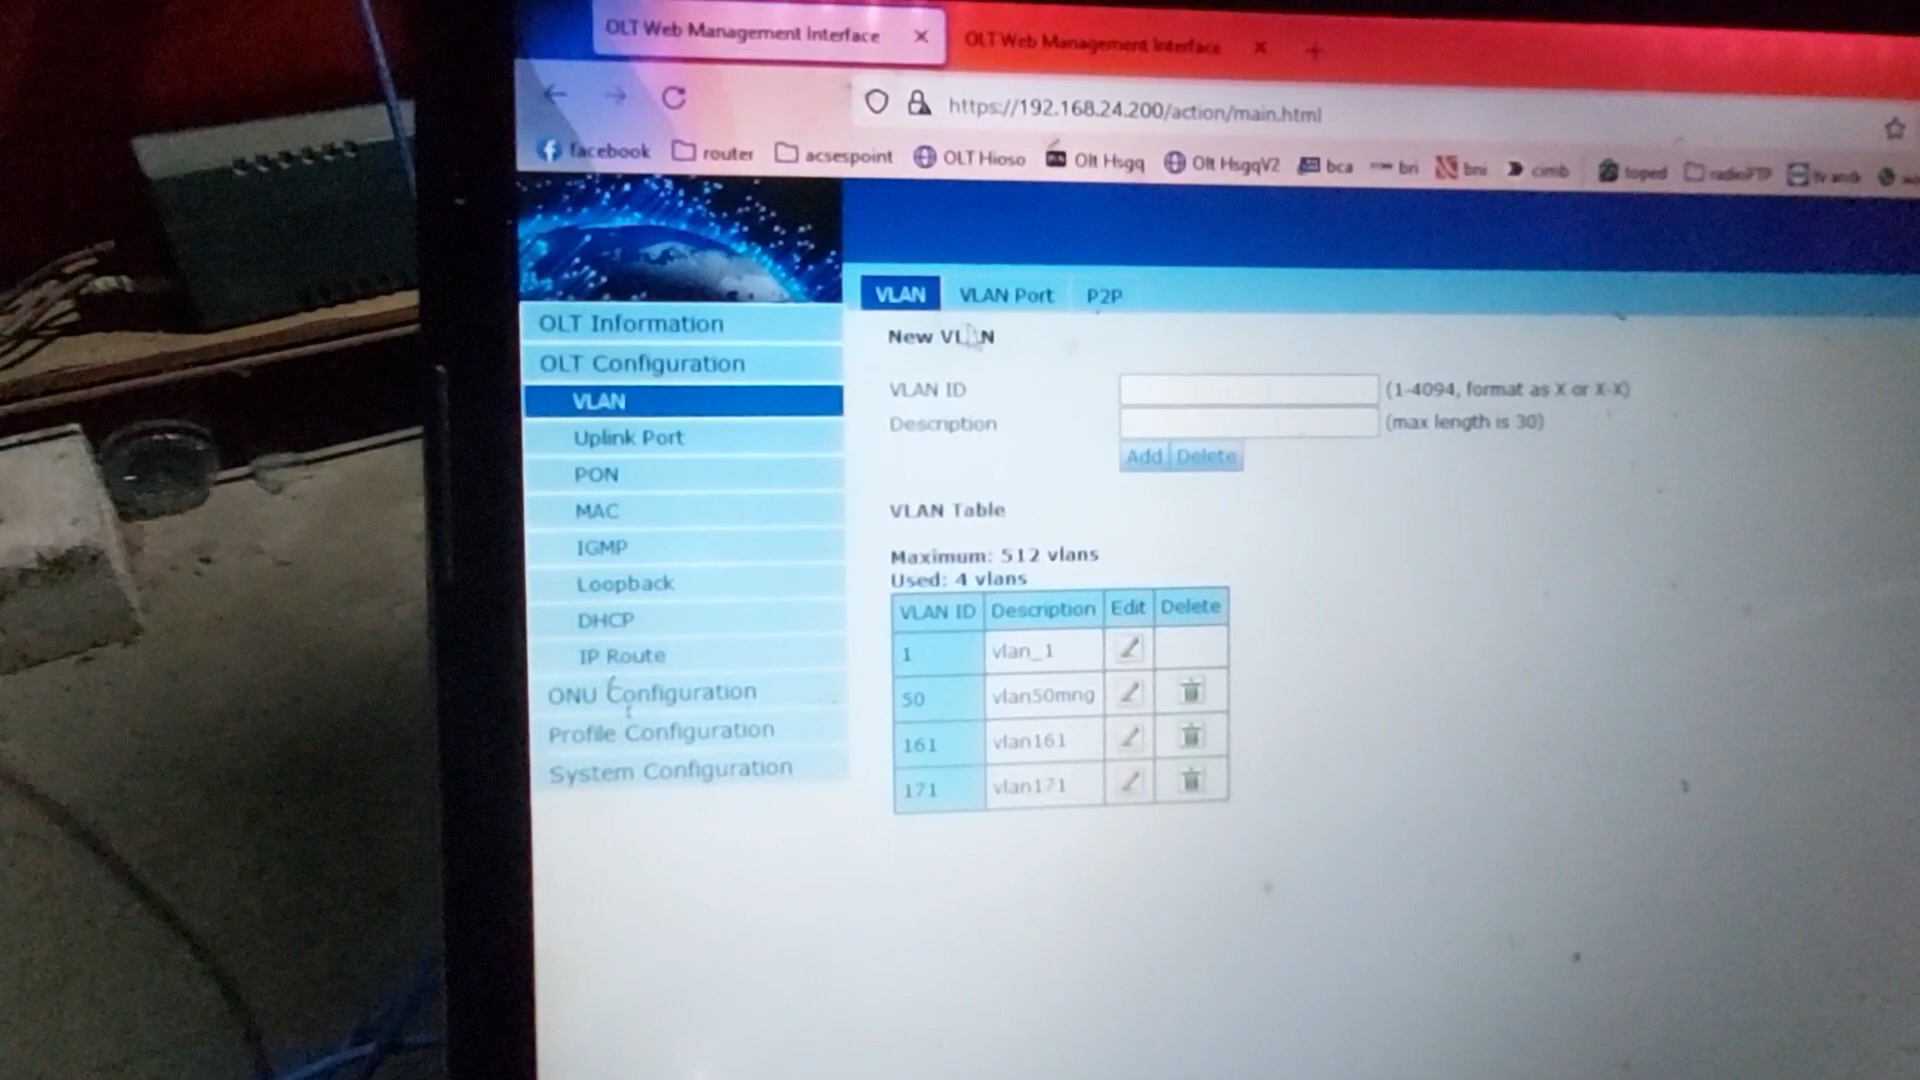 OLT Web Management Interface
OLT Web Management Interface
https://192.168.24.200/action/main.html
facebook router acsespoint OLT Hioso Olt Hsgq Olt HsgqV2 bca bri bni cimb toped
VLAN VLAN Port P2P
OLT Information
OLT Configuration
VLAN
Uplink Port
PON
MAC
IGMP
Loopback
DHCP
IP Route
ONU Configuration
Profile Configuration
System Configuration
New VLAN
VLAN ID (1-4094, format as X or X-X)
Description (max length is 30)
Add Delete
VLAN Table
Maximum: 512 vlans
Used: 4 vlans
VLAN ID Description Edit Delete
1 vlan_1
50 vlan50mng
161 vlan161
171 vlan171